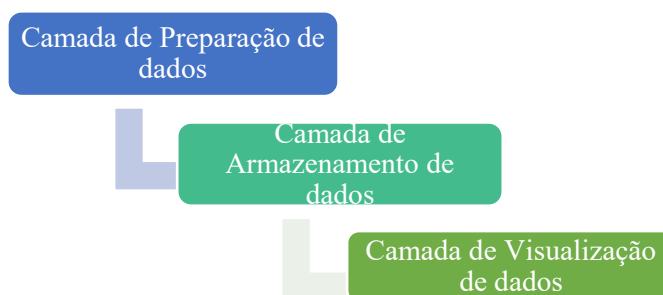 Camada de Preparação de
dados
Camada de
Armazenamento de
dados
Camada de Visualização
de dados